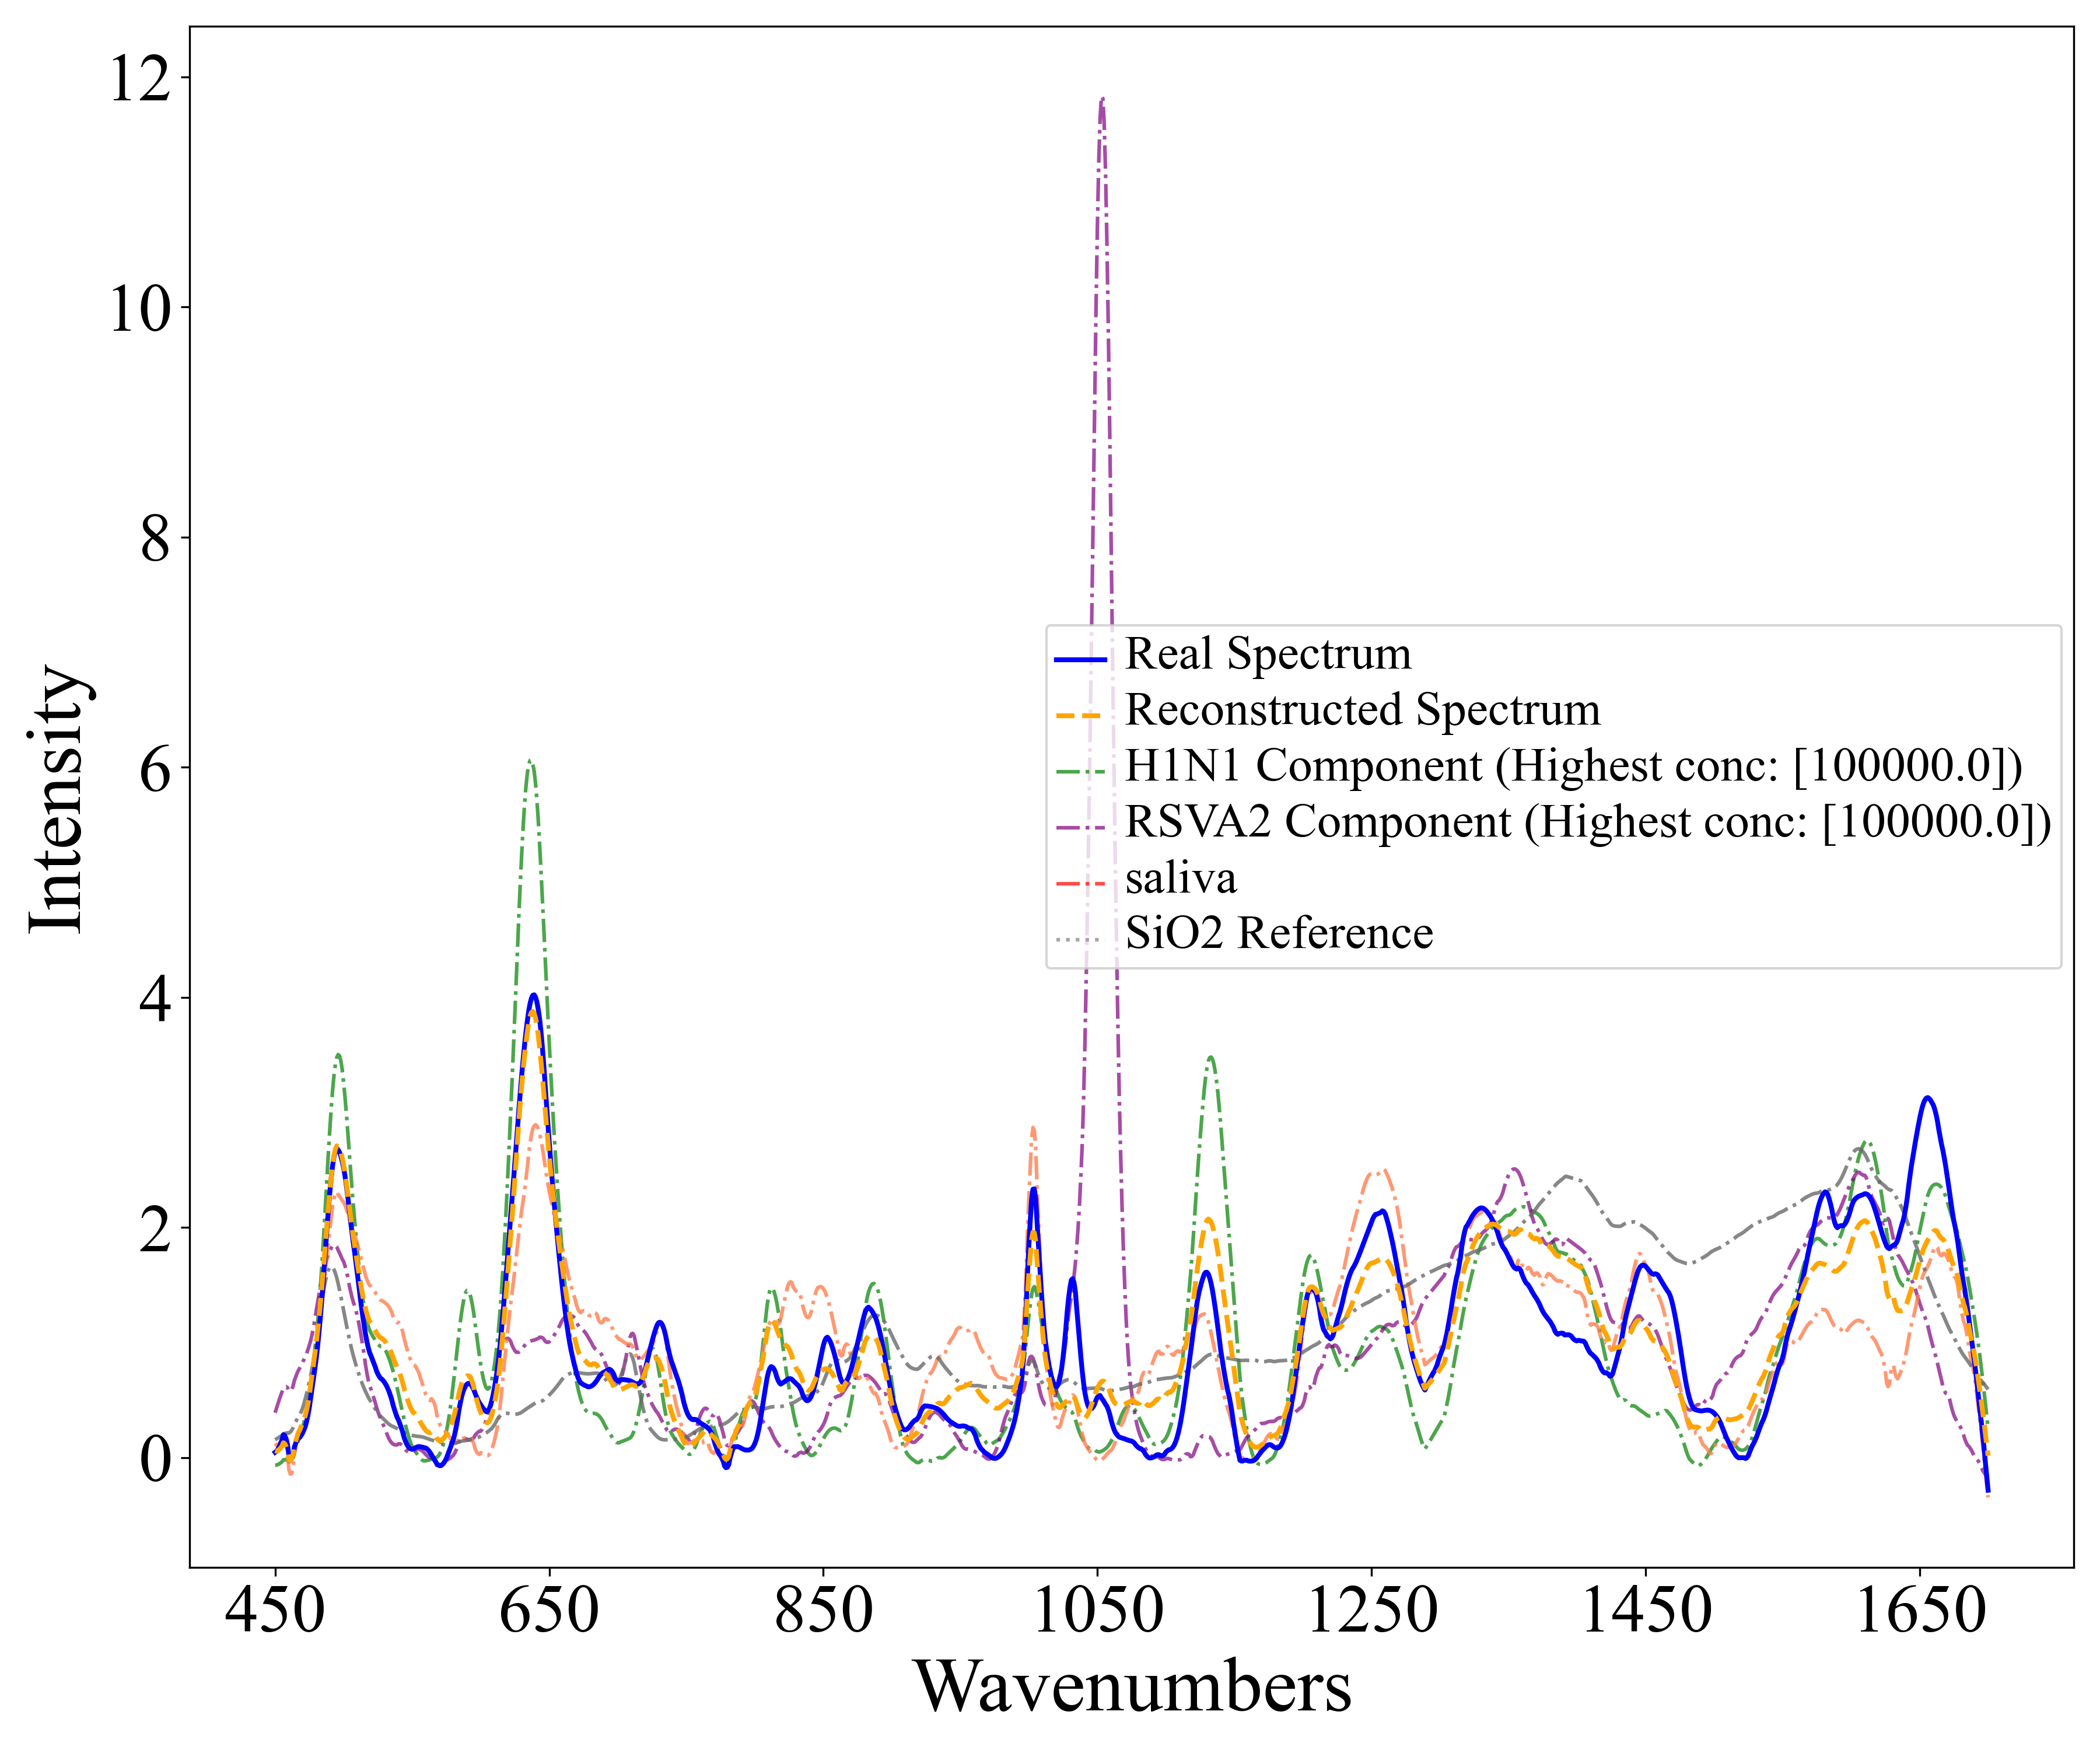 12
10
8
6
4
2
0
Intensity
Real Spectrum
Reconstructed Spectrum
H1N1 Component (Highest conc: [100000.0])
RSVA2 Component (Highest conc: [100000.0])
saliva
SiO2 Reference
450 650 850 1050 1250 1450 1650
Wavenumbers